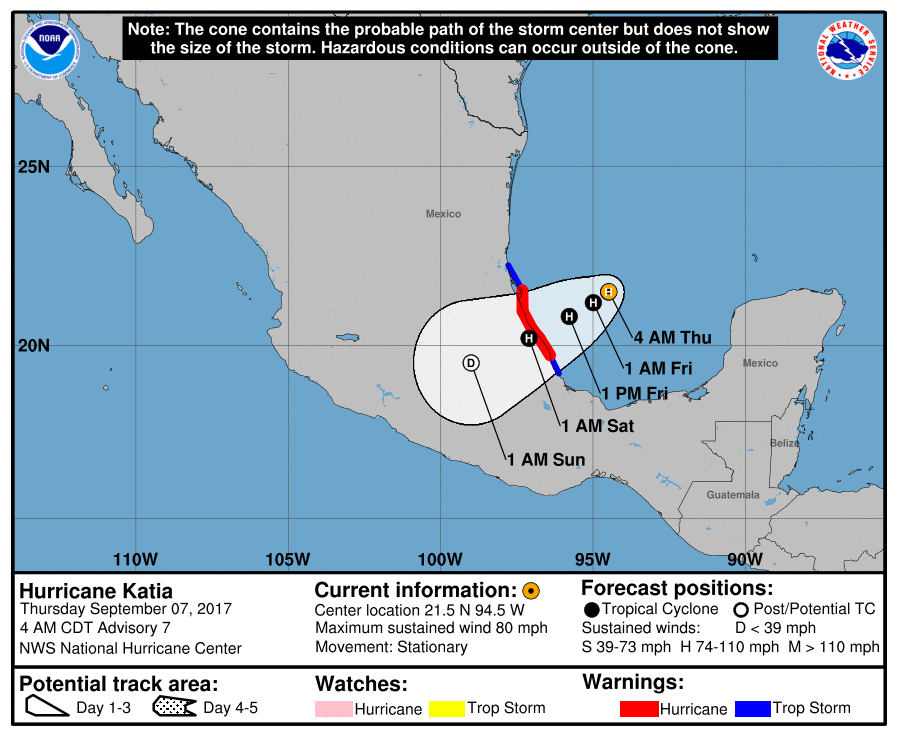 Note: The cone contains the probable path of the storm center but does not show
the size of the storm. Hazardous conditions can occur outside of the cone.
NOAA
NATIONAL WEATHER SERVICE
25N
Mexico
20N
4 AM Thu
1 AM Fri
1 PM Fri
1 AM Sat
1 AM Sun
H
H
H
D
Mexico
Belize
Guatemala
110W
105W
100W
95W
90W
Hurricane Katia
Thursday September 07, 2017
4 AM CDT Advisory 7
NWS National Hurricane Center
Current information:
Center location 21.5 N 94.5 W
Maximum sustained wind 80 mph
Movement: Stationary
Forecast positions:
Tropical Cyclone Post/Potential TC
Sustained winds: D < 39 mph
S 39-73 mph H 74-110 mph M > 110 mph
Potential track area:
Day 1-3 Day 4-5
Watches:
Hurricane Trop Storm
Warnings:
Hurricane Trop Storm